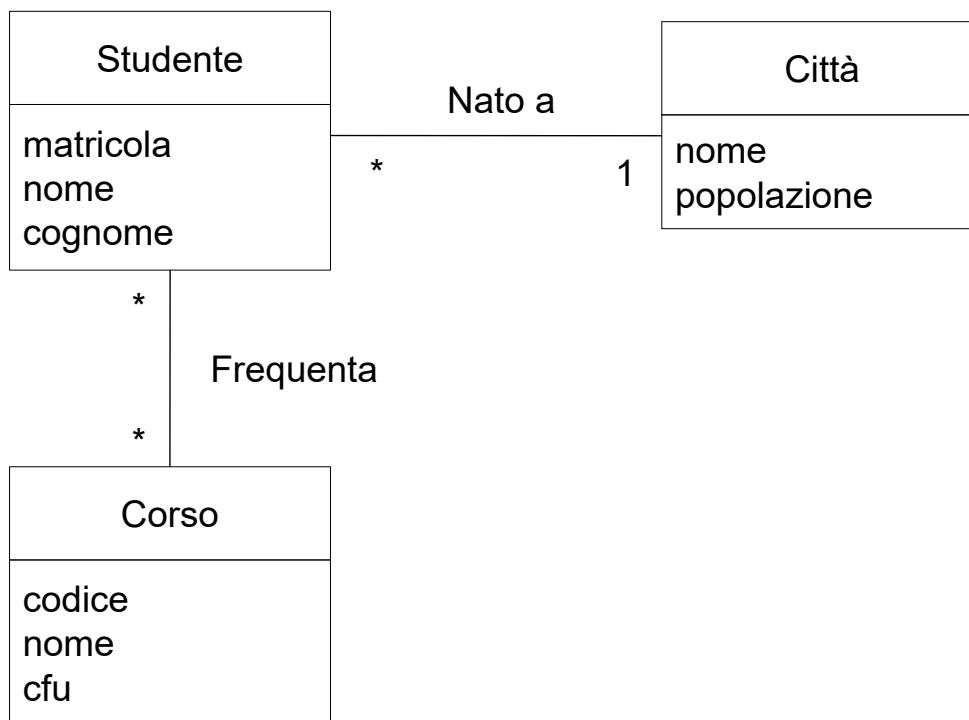 Studente
matricola
nome
cognome
Nato a
*
1
Città
nome
popolazione
*
Frequenta
*
Corso
codice
nome
cfu